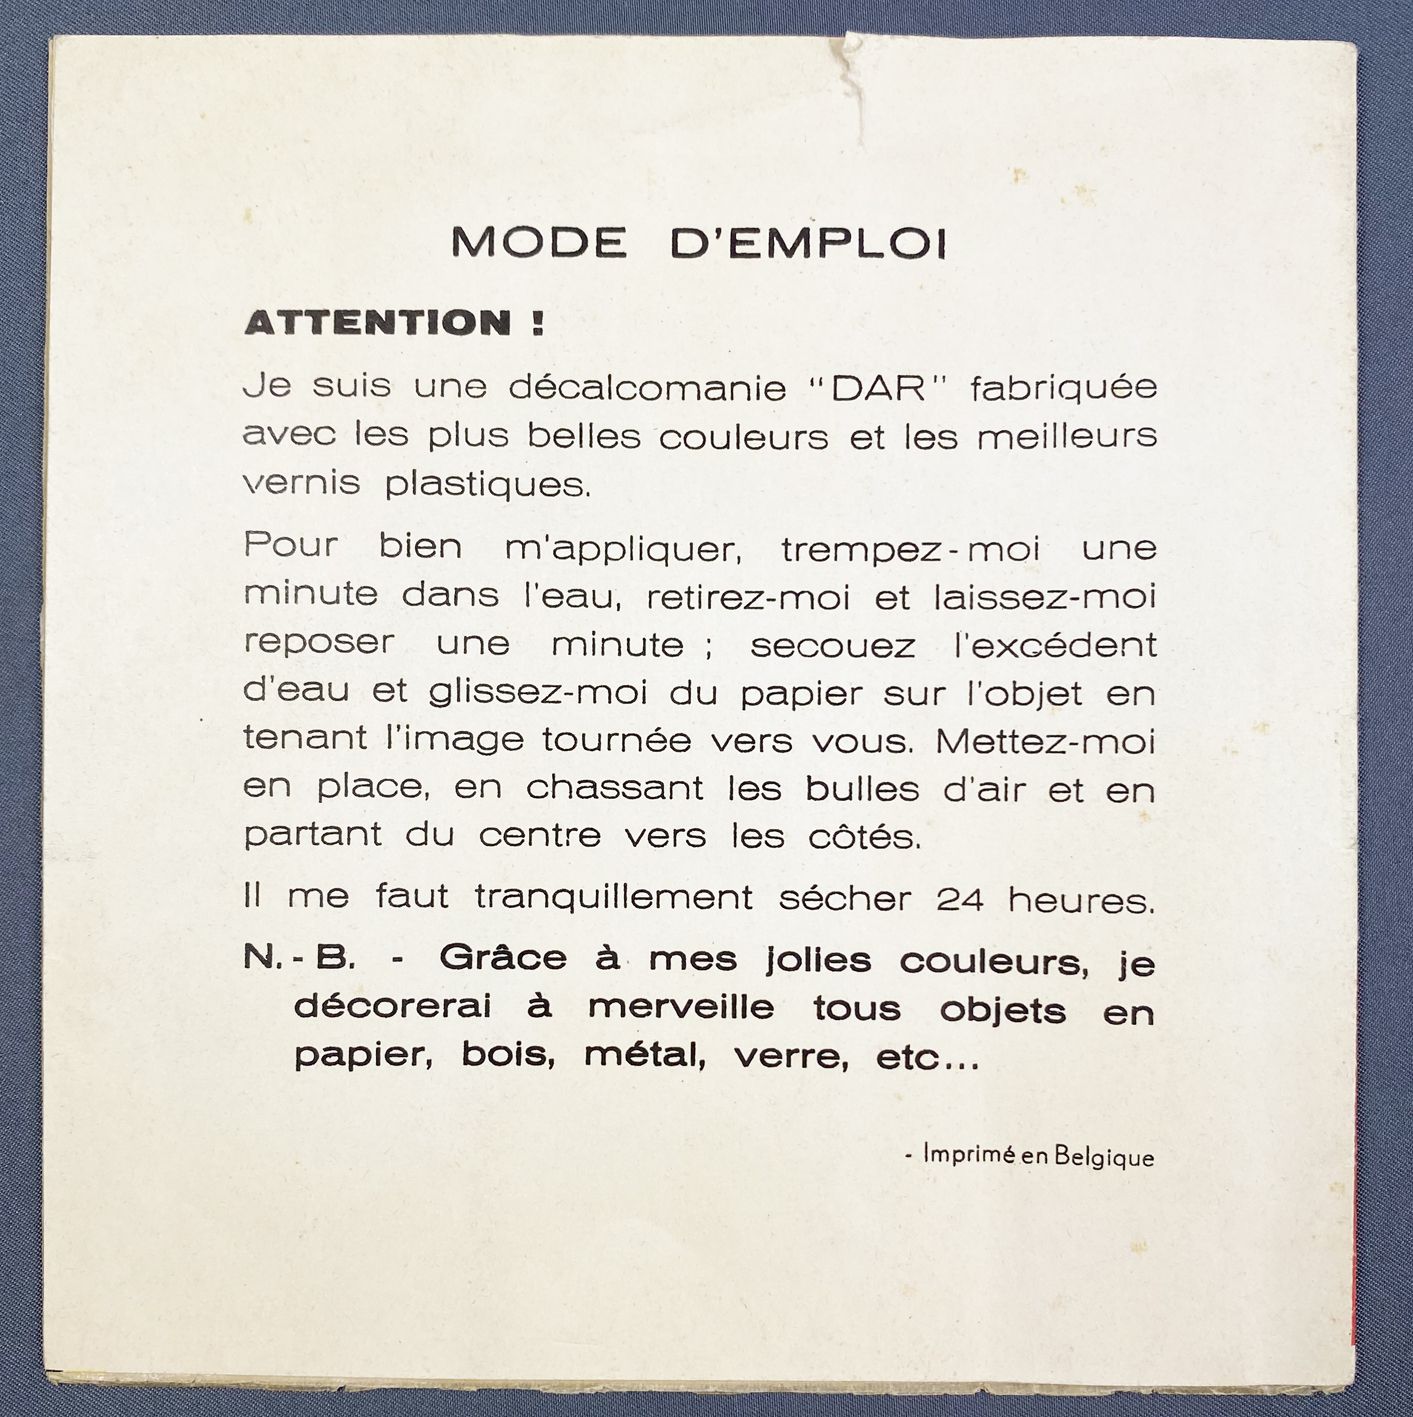 MODE D'EMPLOI
ATTENTION !
Je suis une décalcomanie "DAR" fabriquée
avec les plus belles couleurs et les meilleurs
vernis plastiques.
Pour bien m'appliquer, trempez-moi une
minute dans l'eau, retirez-moi et laissez-moi
reposer une minute ; secouez l'excédent
d'eau et glissez-moi du papier sur l'objet en
tenant l'image tournée vers vous. Mettez-moi
en place, en chassant les bulles d'air et en
partant du centre vers les côtés.
Il me faut tranquillement sécher 24 heures.
N.-B. - Grâce à mes jolies couleurs, je
décorerai à merveille tous objets en
papier, bois, métal, verre, etc...
- Imprimé en Belgique